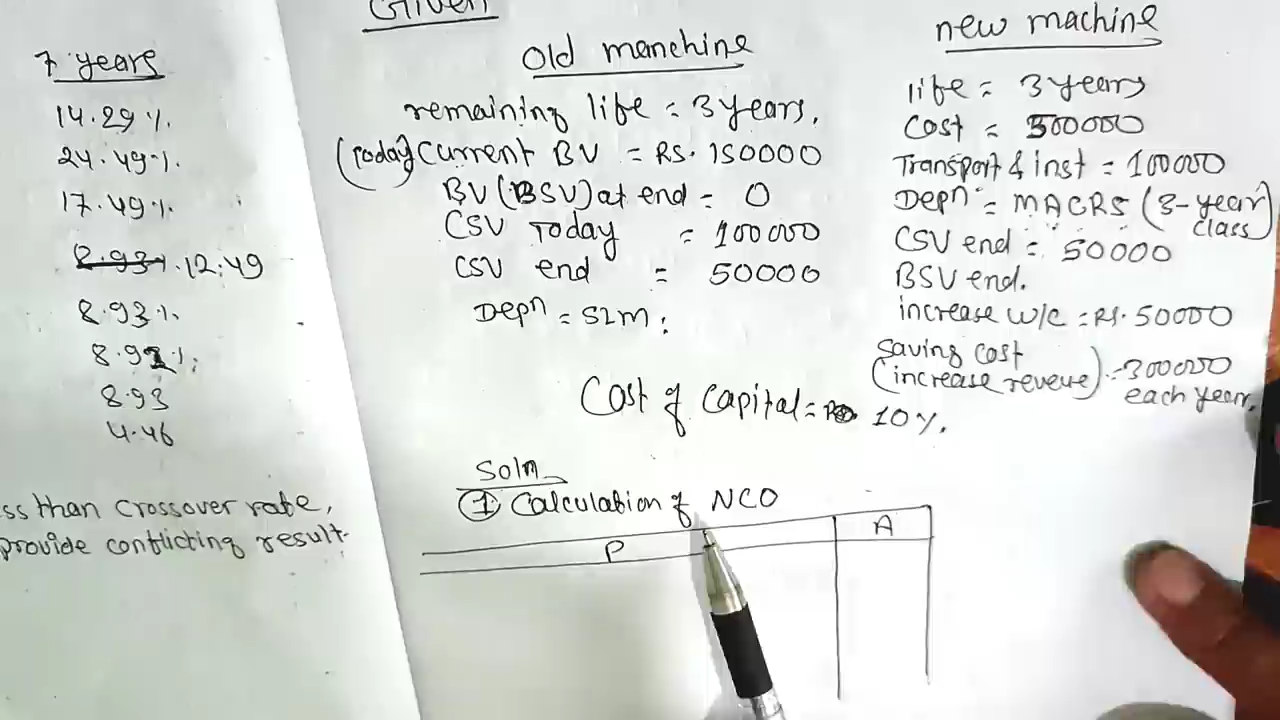 7 years
14.29%.
24.49%.
17.49%.
8.93%.12.49
8.93%.
8.92%.
8.93
4.46
ss than crossover rate,
provide conflicting result.
Given
Old manchine
remaining life = 3 years.
(Today) Current BV = RS. 150000
BV (BSV) at end = 0
CSV Today = 100000
CSV end = 50000
Depn = SLM.
new machine
life = 3 years
Cost = 500000
Transport & inst = 100000
Depn = MACRS (3-year class)
CSV end = 50000
BSV end.
increase W/C = Rs. 50000
Saving cost
(increase reveue) = 300000
each year.
Cost of Capital = 10%.
Soln
① Calculation of NCO
P A